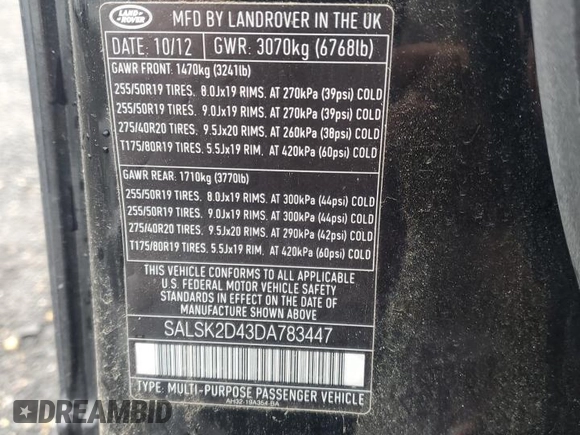 LAND ROVER
MFD BY LANDROVER IN THE UK
DATE: 10/12 GWR: 3070kg (6768lb)
GAWR FRONT: 1470kg (3241lb)
255/50R19 TIRES. 8.0Jx19 RIMS. AT 270kPa (39psi) COLD
255/50R19 TIRES. 9.0Jx19 RIMS. AT 270kPa (39psi) COLD
275/40R20 TIRES. 9.5Jx20 RIMS. AT 260kPa (38psi) COLD
T175/80R19 TIRES. 5.5Jx19 RIM. AT 420kPa (60psi) COLD
GAWR REAR: 1710kg (3770lb)
255/50R19 TIRES. 8.0Jx19 RIMS. AT 300kPa (44psi) COLD
255/50R19 TIRES. 9.0Jx19 RIMS. AT 300kPa (44psi) COLD
275/40R20 TIRES. 9.5Jx20 RIMS. AT 290kPa (42psi) COLD
T175/80R19 TIRES. 5.5Jx19 RIM. AT 420kPa (60psi) COLD
THIS VEHICLE CONFORMS TO ALL APPLICABLE
U.S. FEDERAL MOTOR VEHICLE SAFETY
STANDARDS IN EFFECT ON THE DATE OF
MANUFACTURE SHOWN ABOVE
SALSK2D43DA783447
TYPE: MULTI-PURPOSE PASSENGER VEHICLE
AH32-19A354-BA
DREAMBID